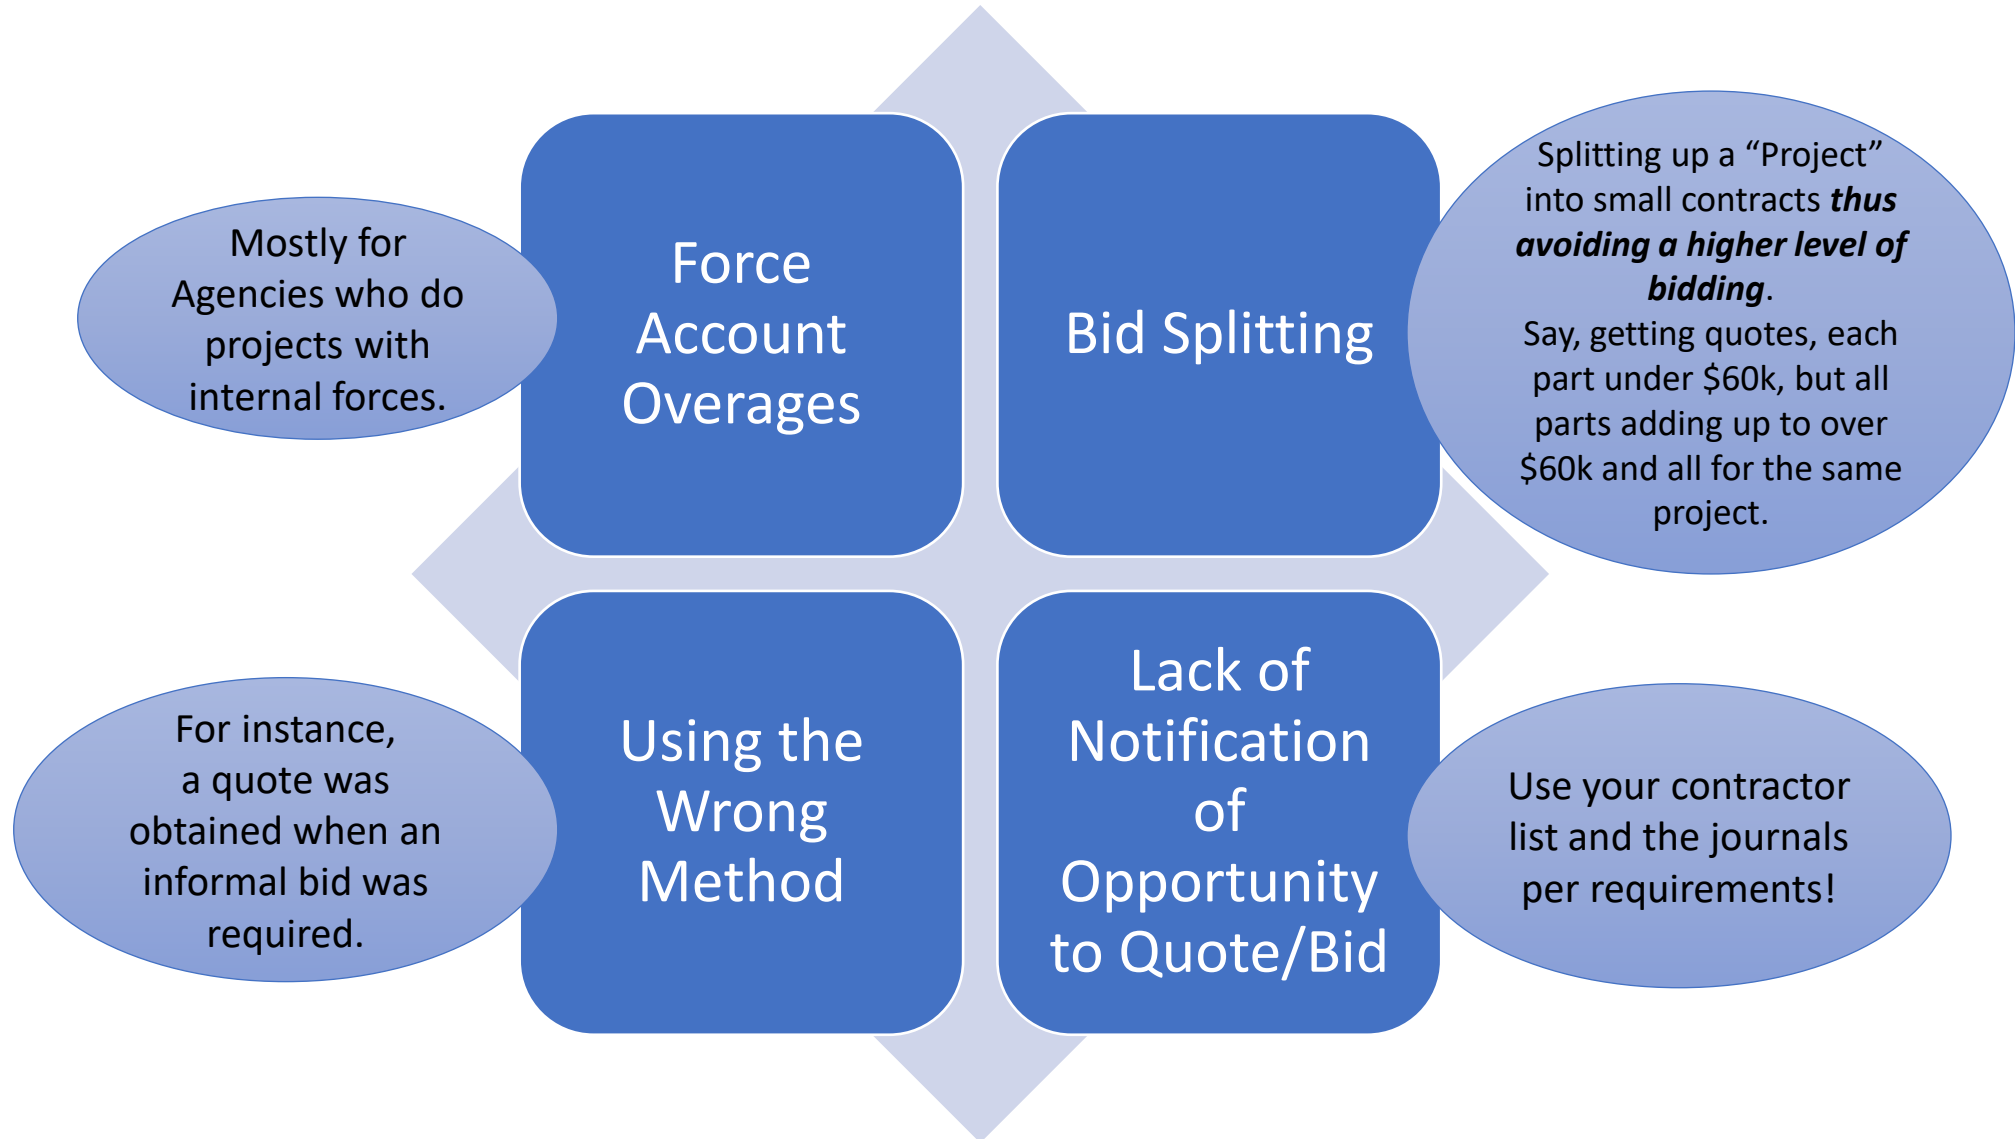 Mostly for
Agencies who do
projects with
internal forces.
Force
Account
Overages
Bid Splitting
Splitting up a “Project”
into small contracts thus
avoiding a higher level of
bidding.
Say, getting quotes, each
part under $60k, but all
parts adding up to over
$60k and all for the same
project.
For instance,
a quote was
obtained when an
informal bid was
required.
Using the
Wrong
Method
Lack of
Notification
of
Opportunity
to Quote/Bid
Use your contractor
list and the journals
per requirements!